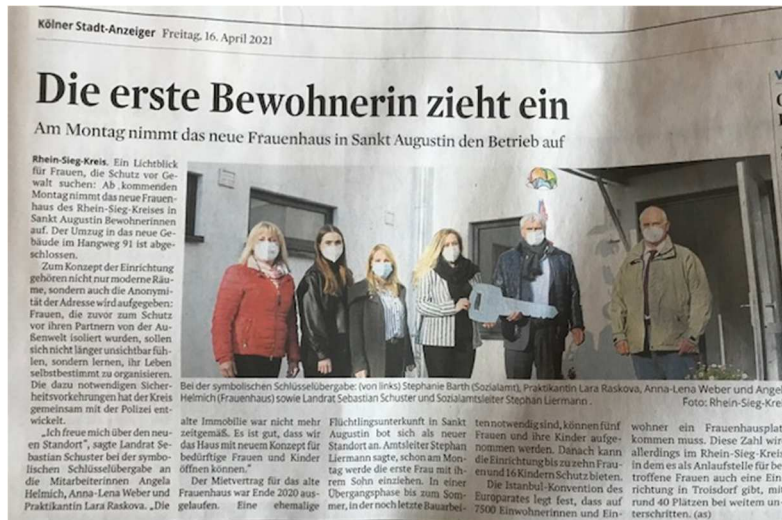 Kölner Stadt-Anzeiger Freitag, 16. April 2021
Die erste Bewohnerin zieht ein
Am Montag nimmt das neue Frauenhaus in Sankt Augustin den Betrieb auf
Rhein-Sieg-Kreis. Ein Lichtblick
für Frauen, die Schutz vor Ge-
walt suchen: Ab kommenden
Montag nimmt das neue Frauen-
haus des Rhein-Sieg-Kreises in
Sankt Augustin Bewohnerinnen
auf. Der Umzug in das neue Ge-
bäude im Hangweg 91 ist abge-
schlossen.
Zum Konzept der Einrichtung
gehören nicht nur moderne Räu-
me, sondern auch die Anonymi-
tät der Adresse wird aufgegeben:
Frauen, die zuvor zum Schutz
vor ihren Partnern von der Au-
ßenwelt isoliert wurden, sollen
sich nicht länger unsichtbar füh-
len, sondern lernen, ihr Leben
selbstbestimmt zu organisieren.
Die dazu notwendigen Sicher-
heitsvorkehrungen hat der Kreis
gemeinsam mit der Polizei ent-
wickelt.
„Ich freue mich über den neu-
en Standort“, sagte Landrat Se-
bastian Schuster bei der symbo-
lischen Schlüsselübergabe an
die Mitarbeiterinnen Angela
Helmich, Anna-Lena Weber und
Praktikantin Lara Raskova. „Die
Bei der symbolischen Schlüsselübergabe: (von links) Stephanie Barth (Sozialamt), Praktikantin Lara Raskova, Anna-Lena Weber und Angel
Helmich (Frauenhaus) sowie Landrat Sebastian Schuster und Sozialamtsleiter Stephan Liermann .
Foto: Rhein-Sieg-Kre
alte Immobilie war nicht mehr
zeitgemäß. Es ist gut, dass wir
das Haus mit neuem Konzept für
bedürftige Frauen und Kinder
öffnen können.“
Der Mietvertrag für das alte
Frauenhaus war Ende 2020 aus-
gelaufen. Eine ehemalige
Flüchtlingsunterkunft in Sankt
Augustin bot sich als neuer
Standort an. Amtsleiter Stephan
Liermann sagte, schon am Mon-
tag werde die erste Frau mit ih-
rem Sohn einziehen. In einer
Übergangsphase bis zum Som-
mer, in der noch letzte Bauarbei-
ten notwendig sind, können fünf
Frauen und ihre Kinder aufge-
nommen werden. Danach kann
die Einrichtung bis zu zehn Frau-
en und 16 Kindern Schutz bieten.
Die Istanbul-Konvention des
Europarates legt fest, dass auf
7500 Einwohnerinnen und Ein-
wohner ein Frauenhausplat
kommen muss. Diese Zahl wir
allerdings im Rhein-Sieg-Kreis
in dem es als Anlaufstelle für be
troffene Frauen auch eine Ein
richtung in Troisdorf gibt, mi
rund 40 Plätzen bei weitem un
terschritten. (as)